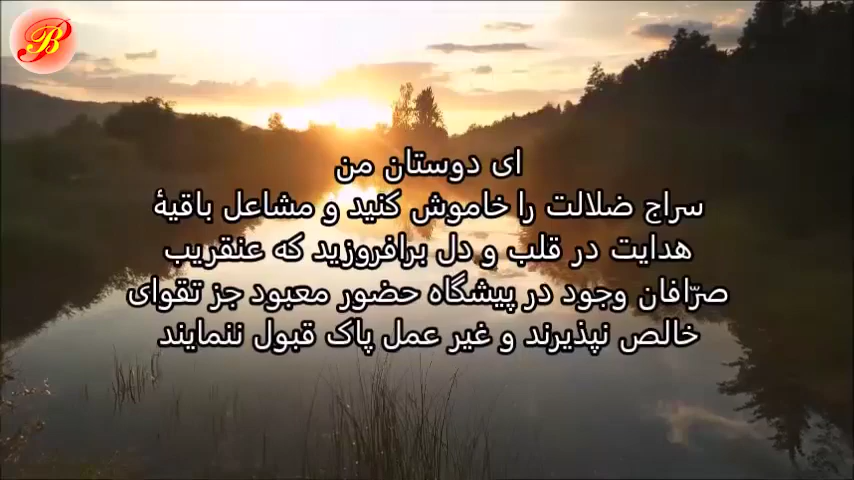 B
ای دوستان من
سراج ضلالت را خاموش کنید و مشاعل باقیهٔ
هدایت در قلب و دل برافروزید که عنقریب
صرّافان وجود در پیشگاه حضور معبود جز تقوای
خالص نپذیرند و غیر عمل پاک قبول ننمایند